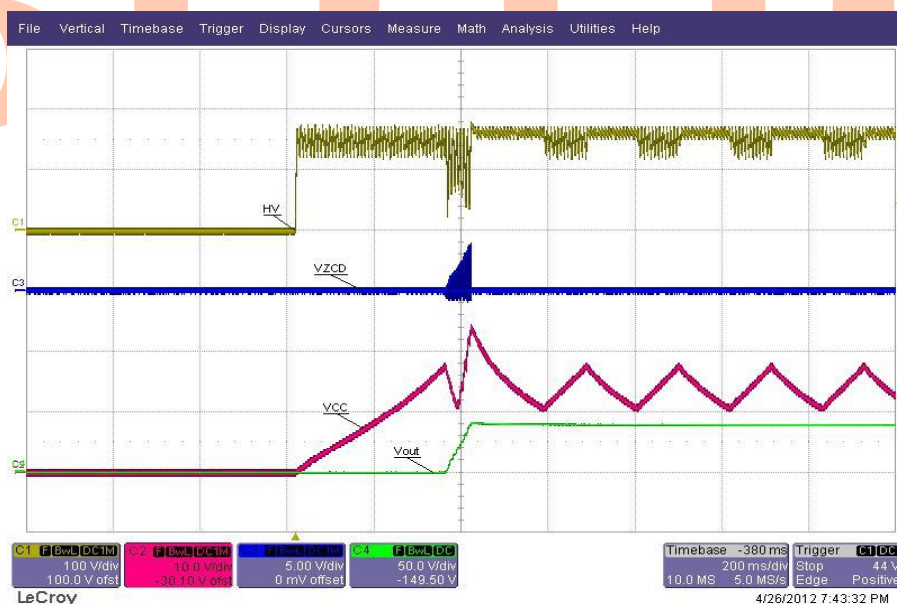 File Vertical Timebase Trigger Display Cursors Measure Math Analysis Utilities Help
HV
C1
VZCD
C3
VCC
Vout
C1 F BwL DC1M
100 V/div
100.0 V ofst
C2 F BwL DC1M
10.0 V/div
-30.10 V ofst
5.00 V/div
0 mV offset
C4 F BwL DC
50.0 V/div
-149.50 V
Timebase -380 ms
200 ms/div
10.0 MS 5.0 MS/s
Trigger C1 DC
Stop 44 V
Edge Positive
LeCroy
4/26/2012 7:43:32 PM